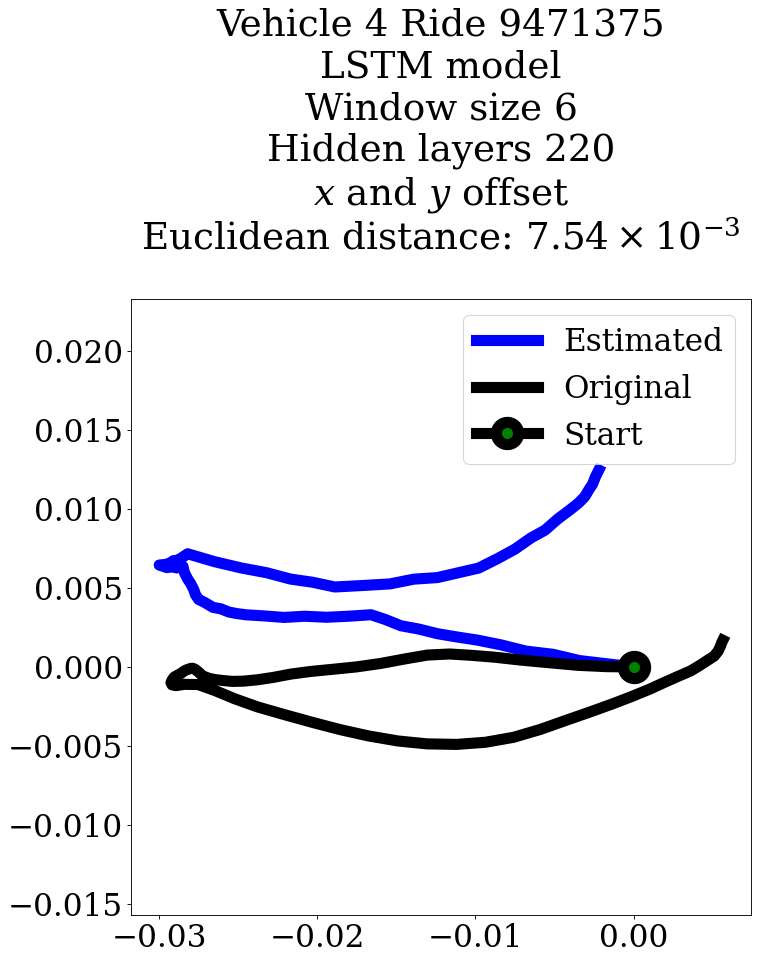 Vehicle 4 Ride 9471375
LSTM model
Window size 6
Hidden layers 220
x and y offset
Euclidean distance: 7.54 × 10⁻³
Estimated
Original
Start
0.020
0.015
0.010
0.005
0.000
−0.005
−0.010
−0.015
−0.03 −0.02 −0.01 0.00